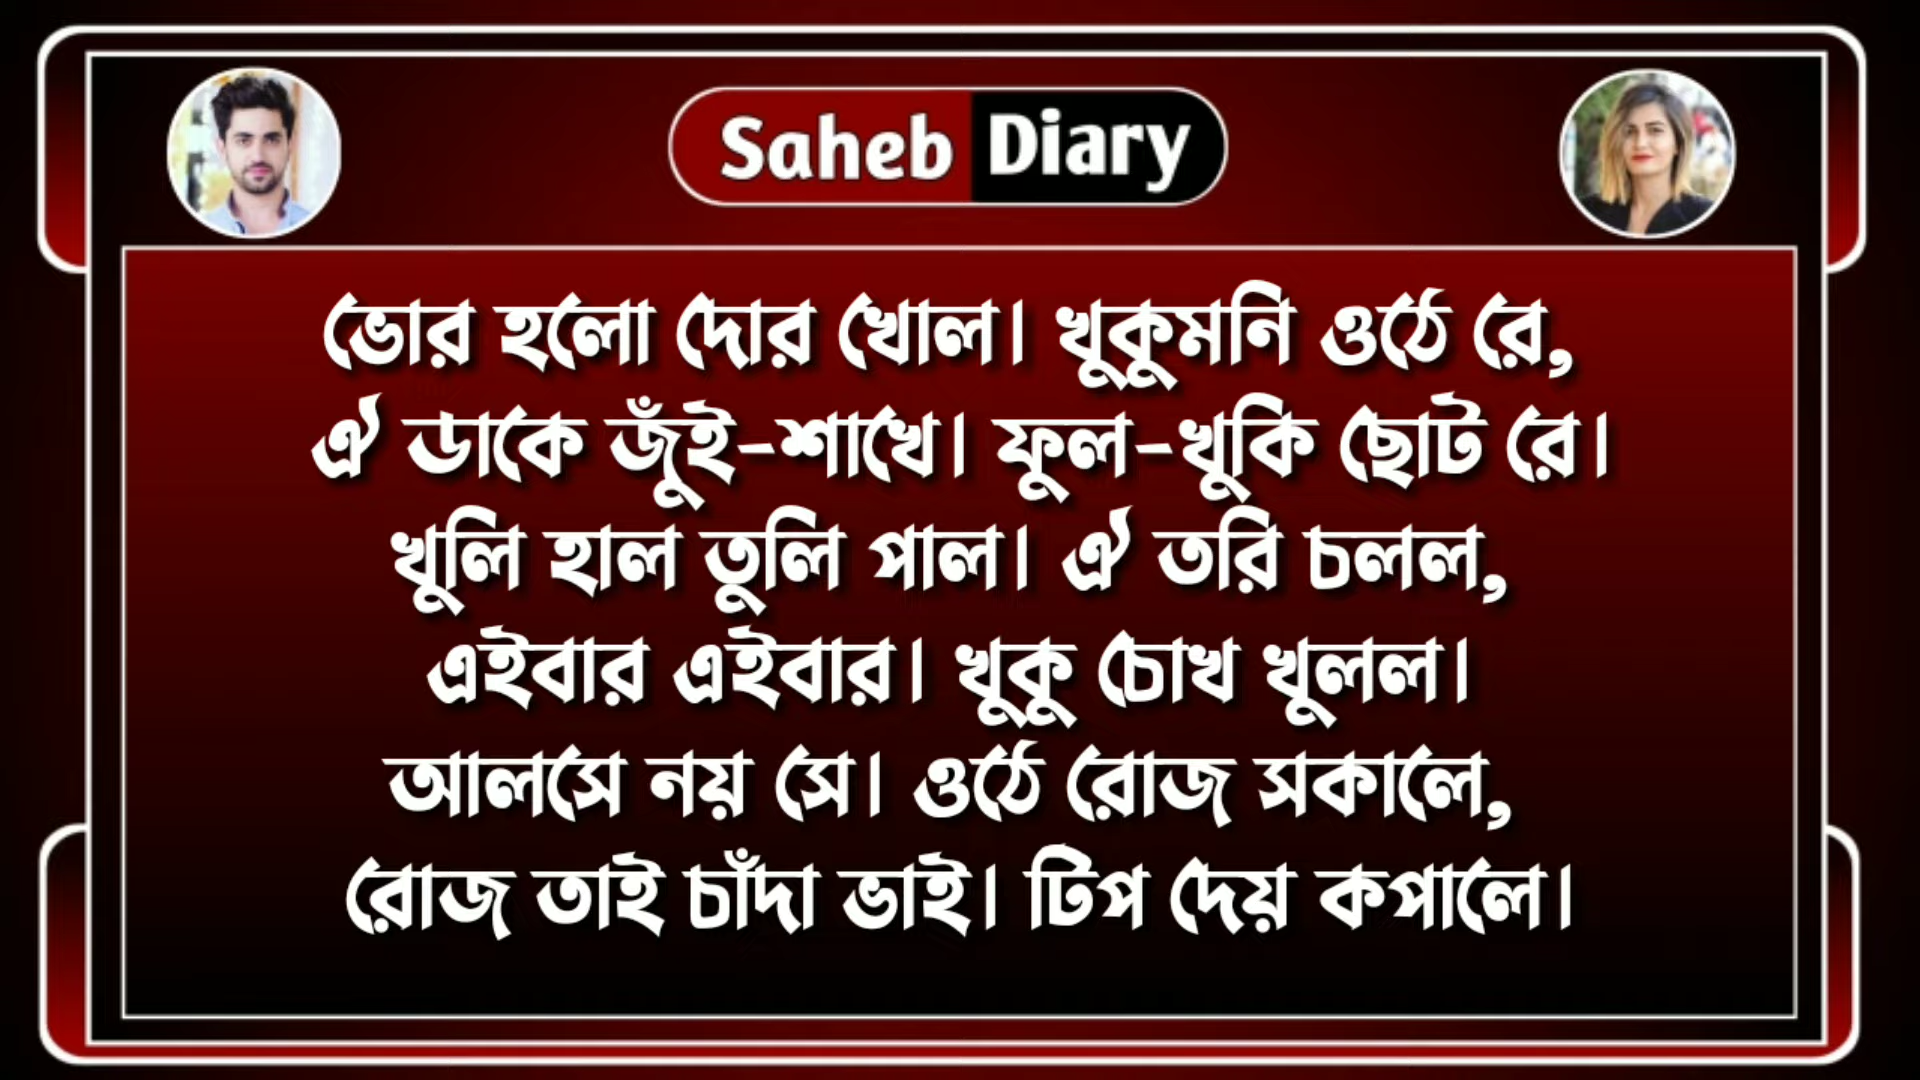 Saheb Diary
ভোর হলো দোর খোল। খুকুমনি ওঠে রে,
ঐ ডাকে জুঁই-শাখে। ফুল-খুকি ছোট রে।
খুলি হাল তুলি পাল। ঐ তরি চলল,
এইবার এইবার। খুকু চোখ খুলল।
আলসে নয় সে। ওঠে রোজ সকালে,
রোজ তাই চাঁদা ভাই। টিপ দেয় কপালে।